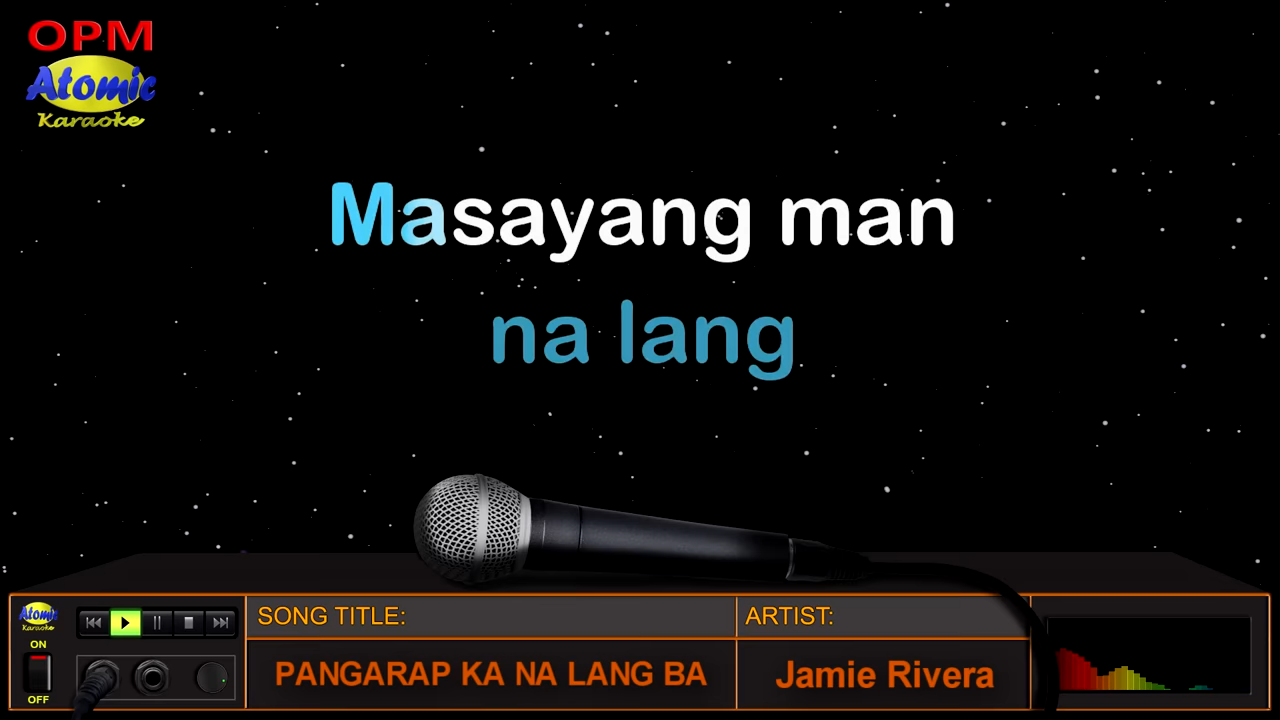 OPM
Atomic
Karaoke
Masayang man
na lang
Atomic
Karaoke
ON
OFF
SONG TITLE:
PANGARAP KA NA LANG BA
ARTIST:
Jamie Rivera